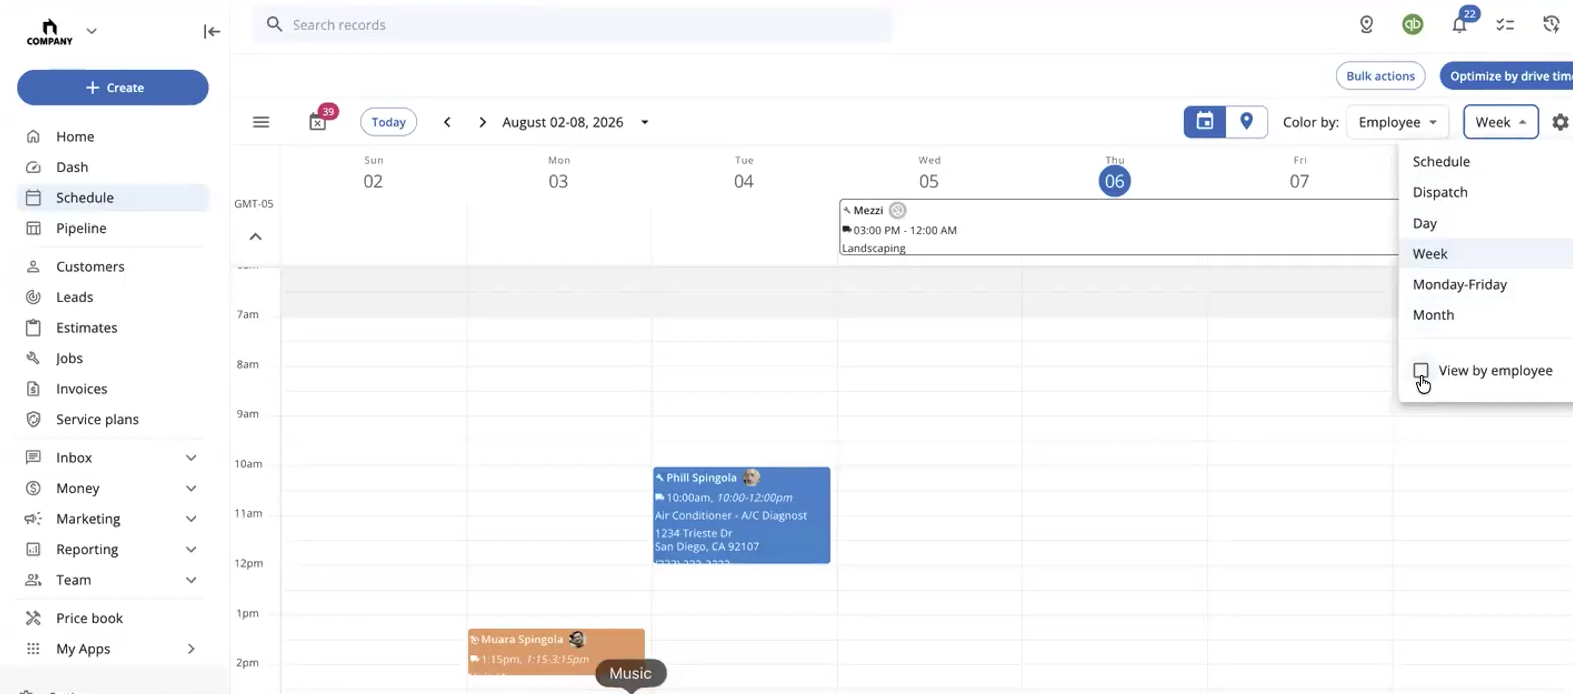 COMPANY
Search records
qb
22
Create
Bulk actions
Optimize by drive tim
39
Today
August 02-08, 2026
Color by:
Employee
Week
Home
Dash
Schedule
Pipeline
Customers
Leads
Estimates
Jobs
Invoices
Service plans
Inbox
Money
Marketing
Reporting
Team
Price book
My Apps
Sun
02
Mon
03
Tue
04
Wed
05
Thu
06
Fri
07
GMT-05
Mezzi
03:00 PM - 12:00 AM
Landscaping
7am
8am
9am
10am
11am
12pm
1pm
2pm
Phill Spingola
10:00am, 10:00-12:00pm
Air Conditioner - A/C Diagnost
1234 Trieste Dr
San Diego, CA 92107
Muara Spingola
1:15pm, 1:15-3:15pm
Music
Schedule
Dispatch
Day
Week
Monday-Friday
Month
View by employee